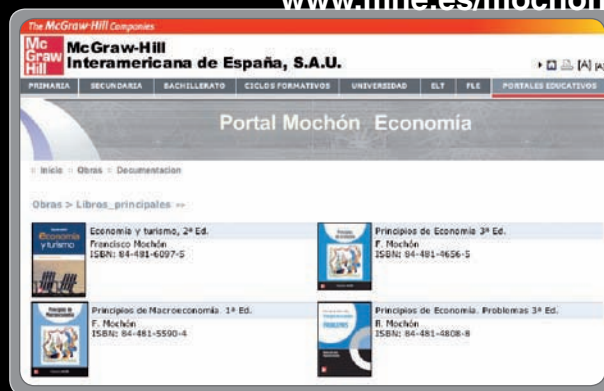 www.mhe.es/mochon
The McGraw-Hill Companies
Mc Graw Hill
McGraw-Hill
Interamericana de España, S.A.U.
[A] [A]
PRIMARIA SECUNDARIA BACHILLERATO CICLOS FORMATIVOS UNIVERSIDAD ELT FLE PORTALES EDUCATIVOS
Portal Mochón Economía
Inicio Obras Documentacion
Obras > Libros_principales
Economía y turismo
Economía y turismo, 2ª Ed.
Francisco Mochón
ISBN: 84-481-6097-5
Principios de Economía 3ª Ed.
F. Mochón
ISBN: 84-481-4656-5
Principios de Macroeconomía. 1ª Ed.
F. Mochón
ISBN: 84-481-5590-4
PROBLEMAS
Principios de Economía. Problemas 3ª Ed.
R. Mochón
ISBN: 84-481-4808-8